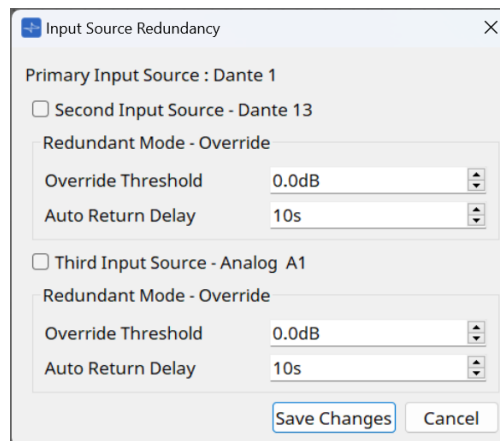 Input Source Redundancy
Primary Input Source : Dante 1
Second Input Source - Dante 13
Redundant Mode - Override
Override Threshold 0.0dB
Auto Return Delay 10s
Third Input Source - Analog  A1
Redundant Mode - Override
Override Threshold 0.0dB
Auto Return Delay 10s
Save Changes Cancel